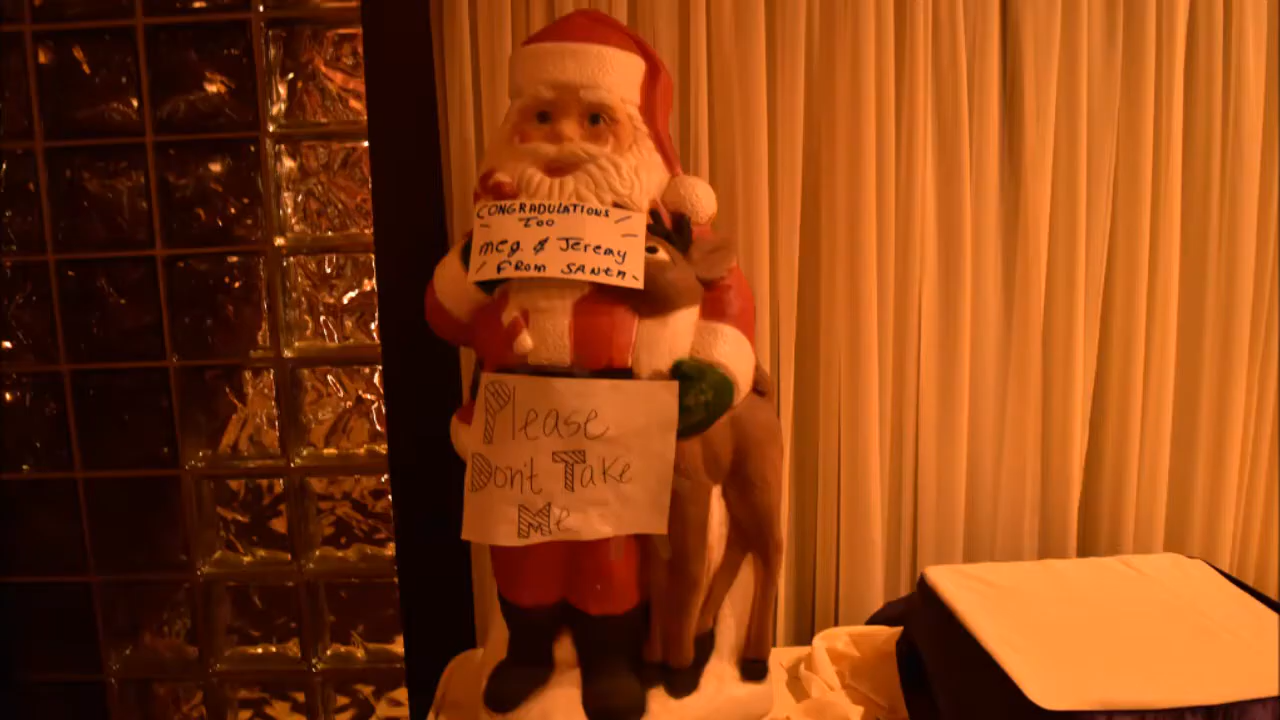 CONGRADULATIONS
TOO
Meg & Jeremy
FROM SANTA
Please
Don't Take
Me